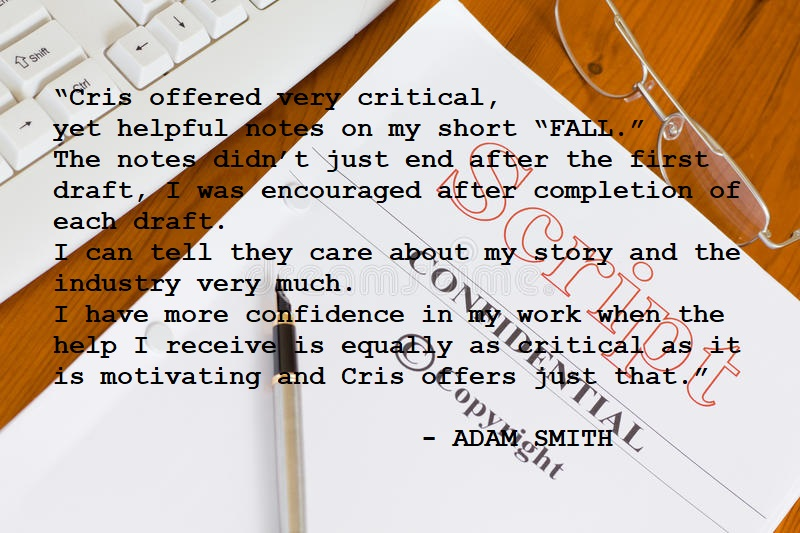 Shift
Ctrl
“Cris offered very critical,
yet helpful notes on my short “FALL.”
The notes didn’t just end after the first
draft, I was encouraged after completion of
each draft.
I can tell they care about my story and the
industry very much.
I have more confidence in my work when the
help I receive is equally as critical as it
is motivating and Cris offers just that.”
- ADAM SMITH
Script
CONFIDENTIAL
© Copyright
dreamstime